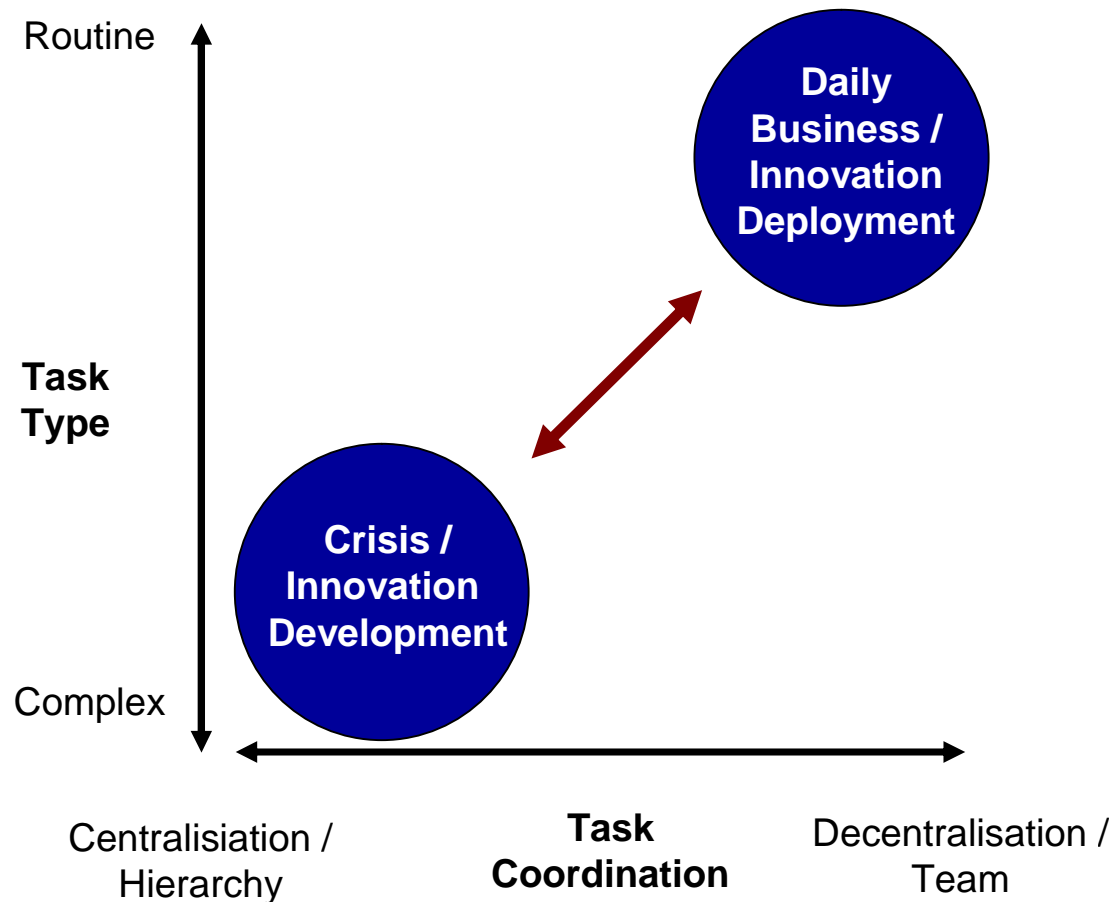 Routine
Daily
Business /
Innovation
Deployment
Task
Type
Crisis /
Innovation
Development
Complex
Centralisiation /
Hierarchy
Task
Coordination
Decentralisation /
Team